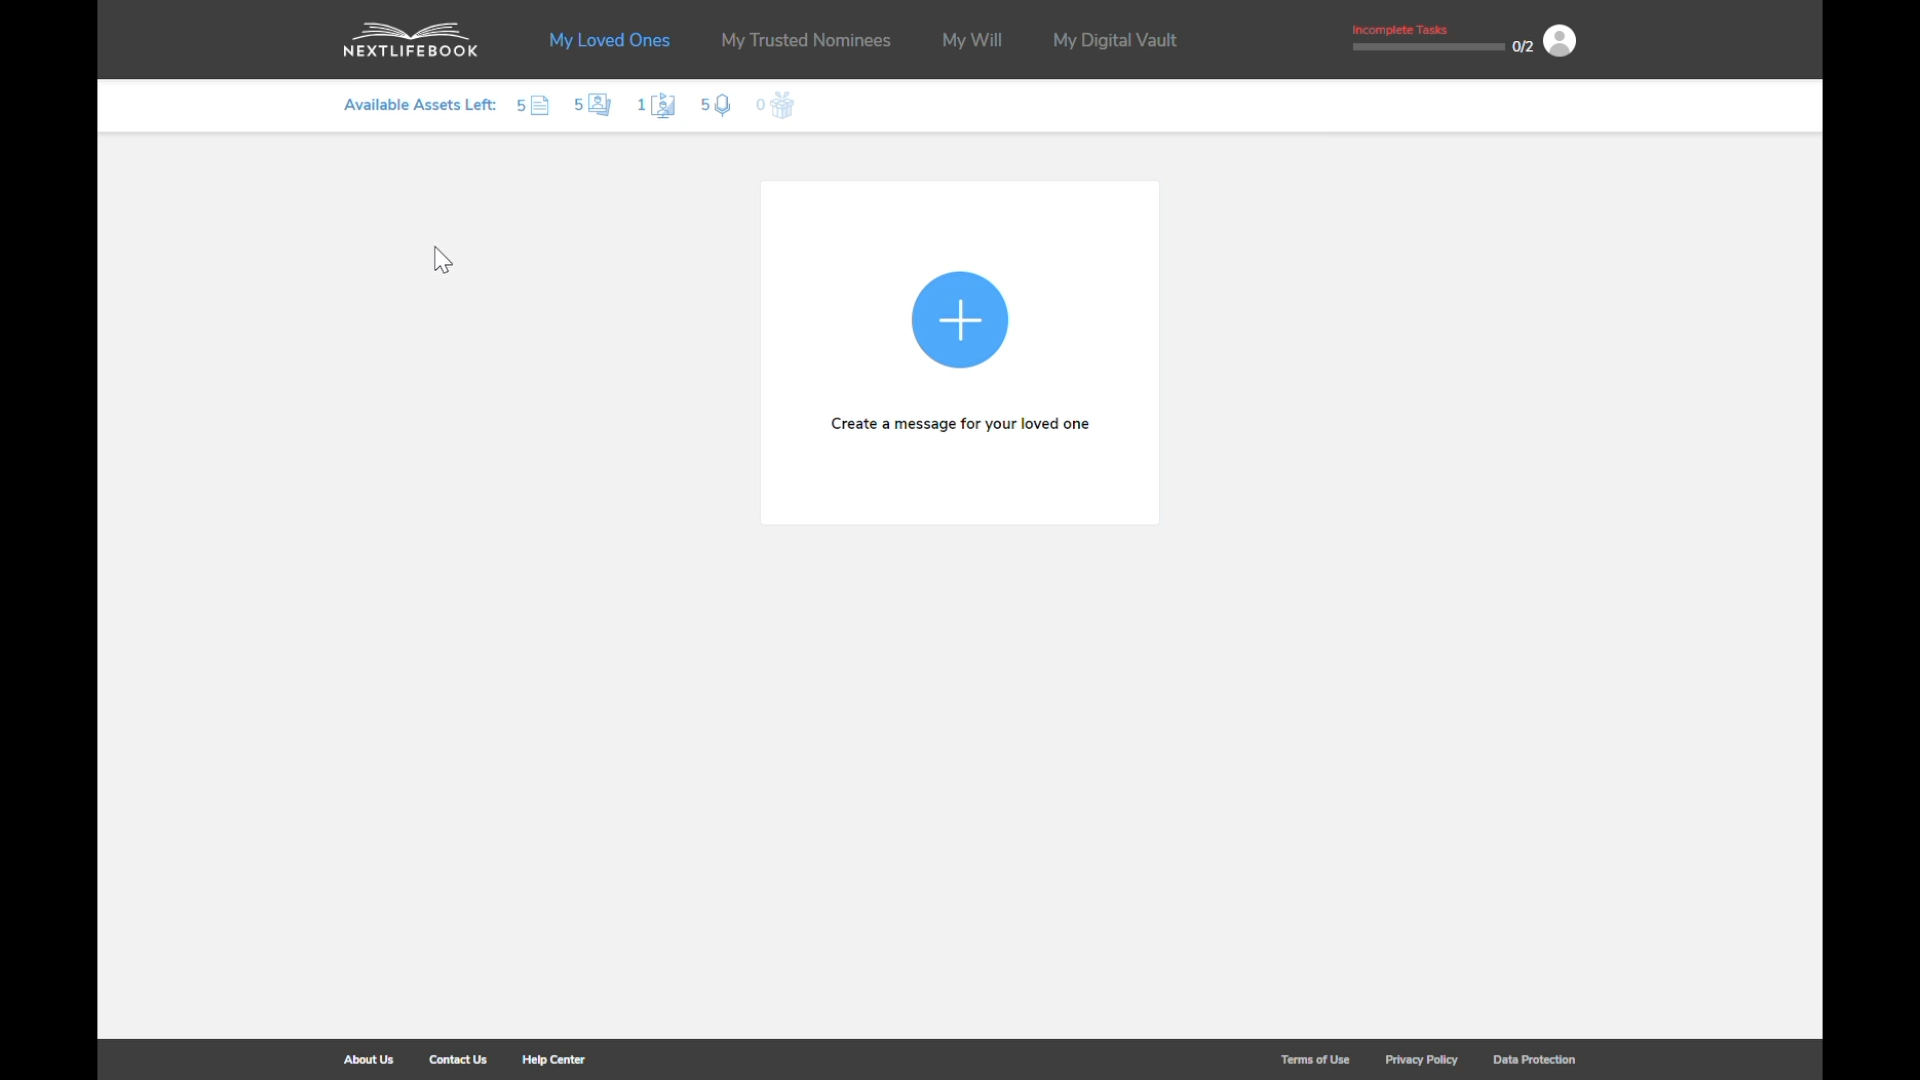 NEXTLIFEBOOK
My Loved Ones
My Trusted Nominees
My Will
My Digital Vault
Incomplete Tasks
0/2
Available Assets Left: 5 5 1 5 0
Create a message for your loved one
About Us
Contact Us
Help Center
Terms of Use
Privacy Policy
Data Protection